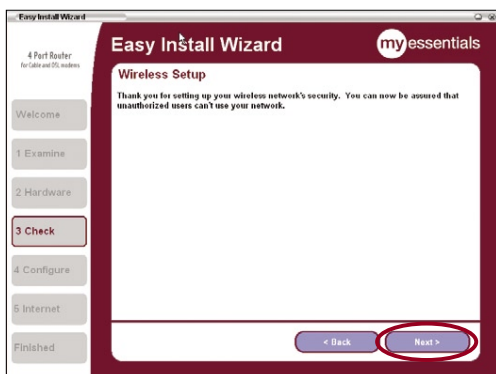 Easy Install Wizard
4 Port Router
for Cable and DSL modems
Easy Install Wizard
myessentials
Wireless Setup
Thank you for setting up your wireless network's security. You can now be assured that
unauthorized users can't use your network.
Welcome
1 Examine
2 Hardware
3 Check
4 Configure
5 Internet
Finished
< Back
Next >